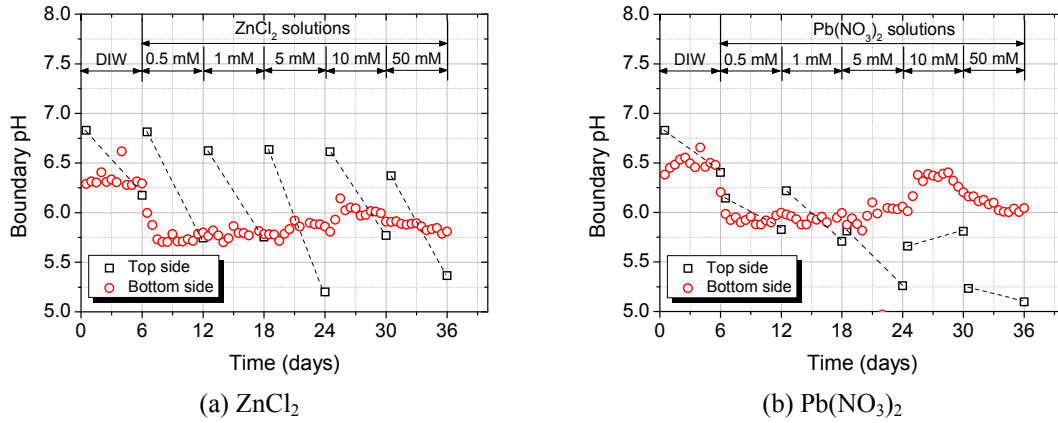 ZnCl2 solutions
DIW 0.5 mM 1 mM 5 mM 10 mM 50 mM
8.0
7.5
7.0
6.5
6.0
5.5
5.0
Boundary pH
Top side
Bottom side
0 6 12 18 24 30 36
Time (days)
(a) ZnCl2
Pb(NO3)2 solutions
DIW 0.5 mM 1 mM 5 mM 10 mM 50 mM
8.0
7.5
7.0
6.5
6.0
5.5
5.0
Boundary pH
Top side
Bottom side
0 6 12 18 24 30 36
Time (days)
(b) Pb(NO3)2